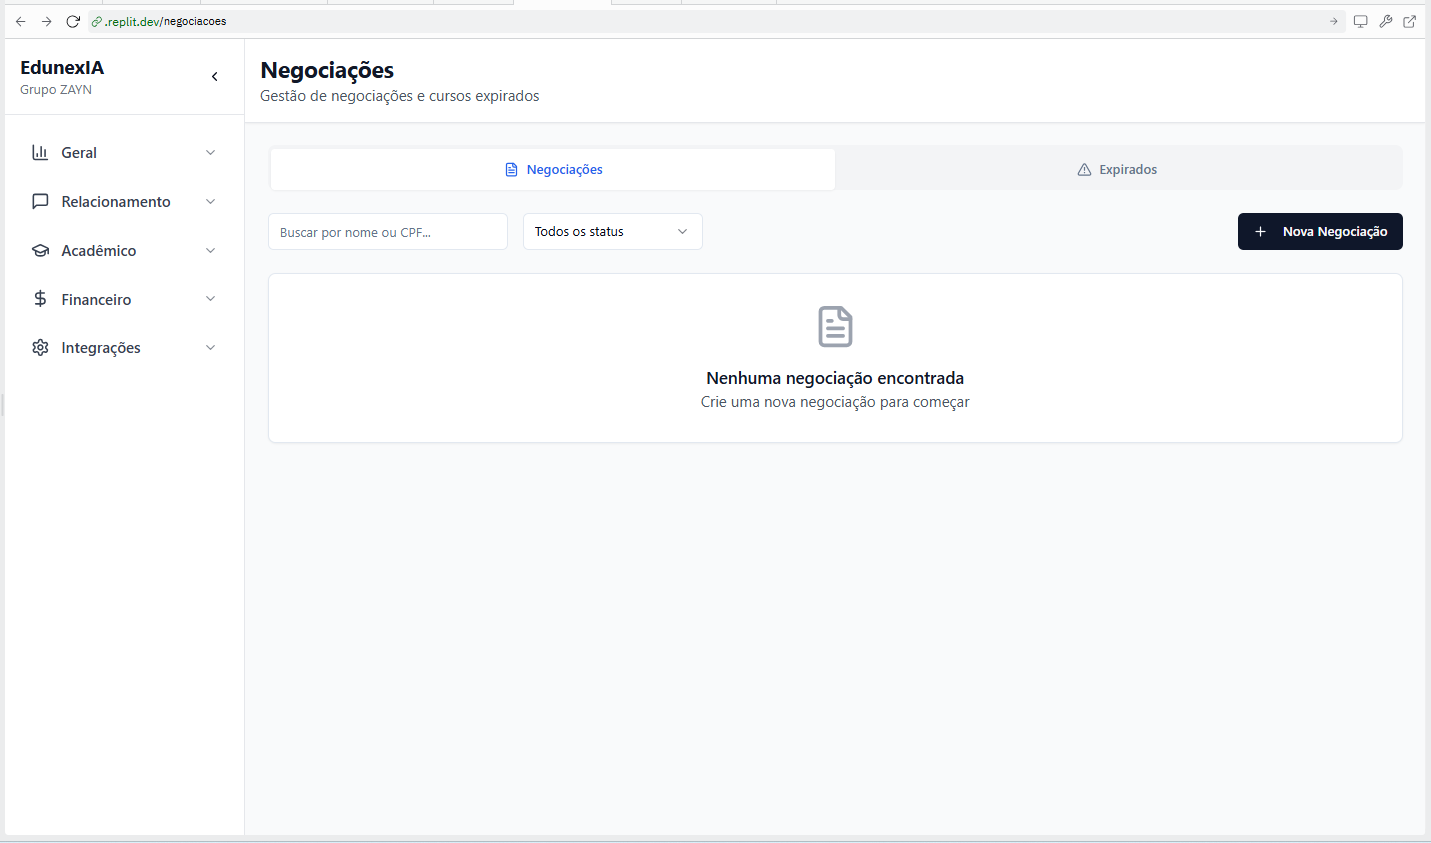 .replit.dev/negociacoes
EdunexIA
Grupo ZAYN
Geral
Relacionamento
Acadêmico
Financeiro
Integrações
Negociações
Gestão de negociações e cursos expirados
Negociações
Expirados
Buscar por nome ou CPF...
Todos os status
Nova Negociação
Nenhuma negociação encontrada
Crie uma nova negociação para começar